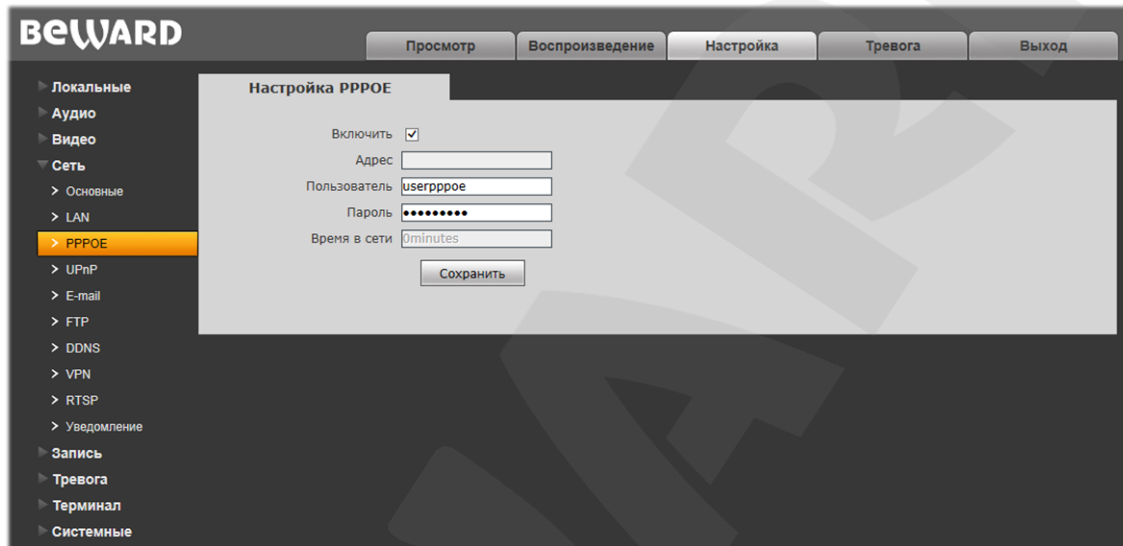 BEWARD
Просмотр Воспроизведение Настройка Тревога Выход
Локальные
Аудио
Видео
Сеть
Основные
LAN
PPPOE
UPnP
E-mail
FTP
DDNS
VPN
RTSP
Уведомление
Запись
Тревога
Терминал
Системные
Настройка PPPOE
Включить
Адрес
Пользователь userpppoe
Пароль •••••••••
Время в сети 0minutes
Сохранить